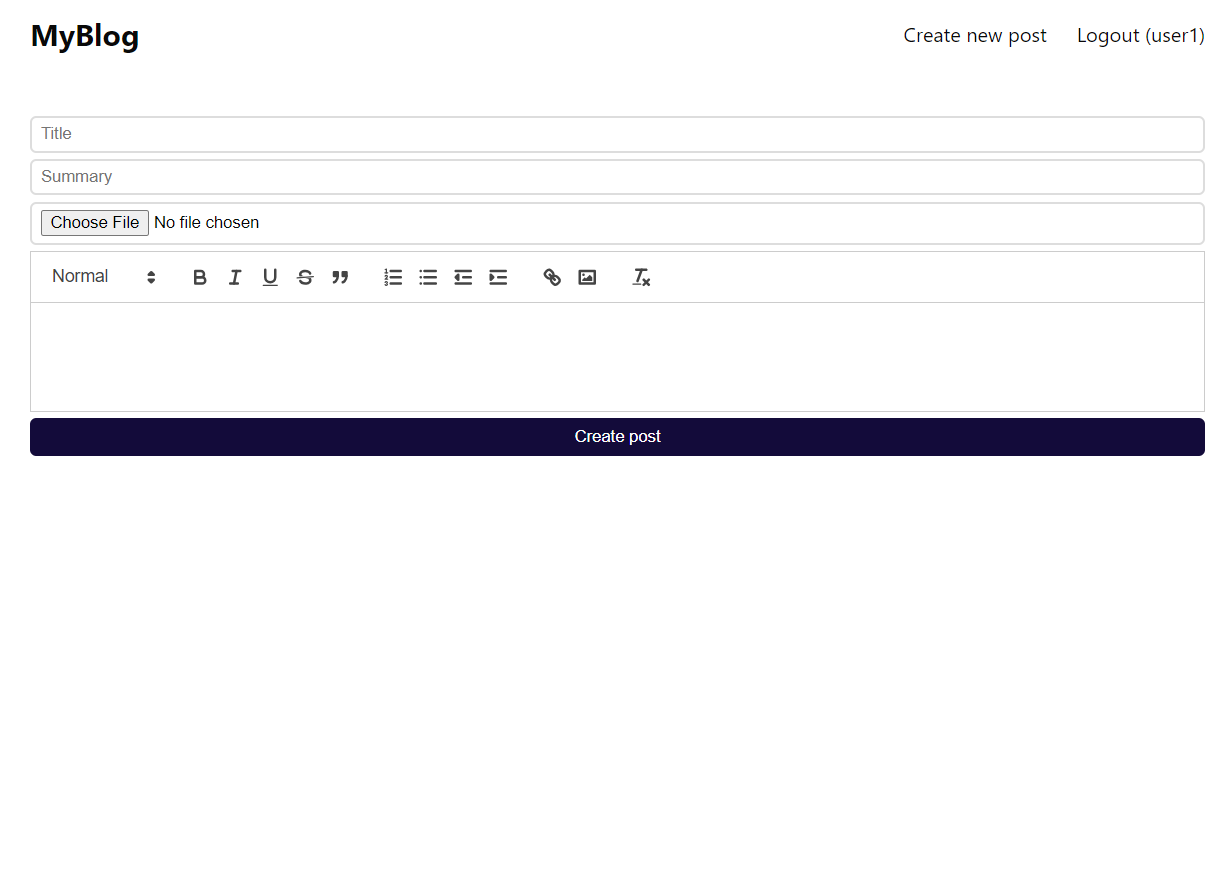 MyBlog
Create new post Logout (user1)
Title
Summary
Choose File No file chosen
Normal
Create post